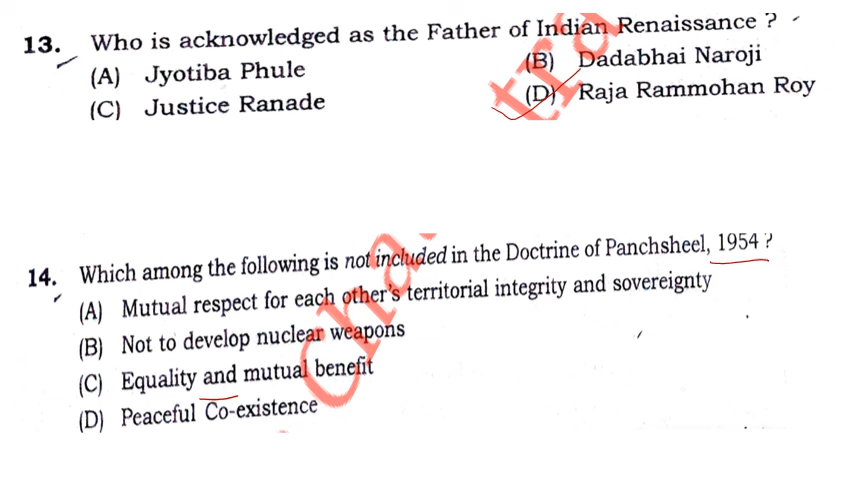 13. Who is acknowledged as the Father of Indian Renaissance ?
(A) Jyotiba Phule (B) Dadabhai Naroji
(C) Justice Ranade (D) Raja Rammohan Roy
14. Which among the following is not included in the Doctrine of Panchsheel, 1954 ?
(A) Mutual respect for each other's territorial integrity and sovereignty
(B) Not to develop nuclear weapons
(C) Equality and mutual benefit
(D) Peaceful Co-existence